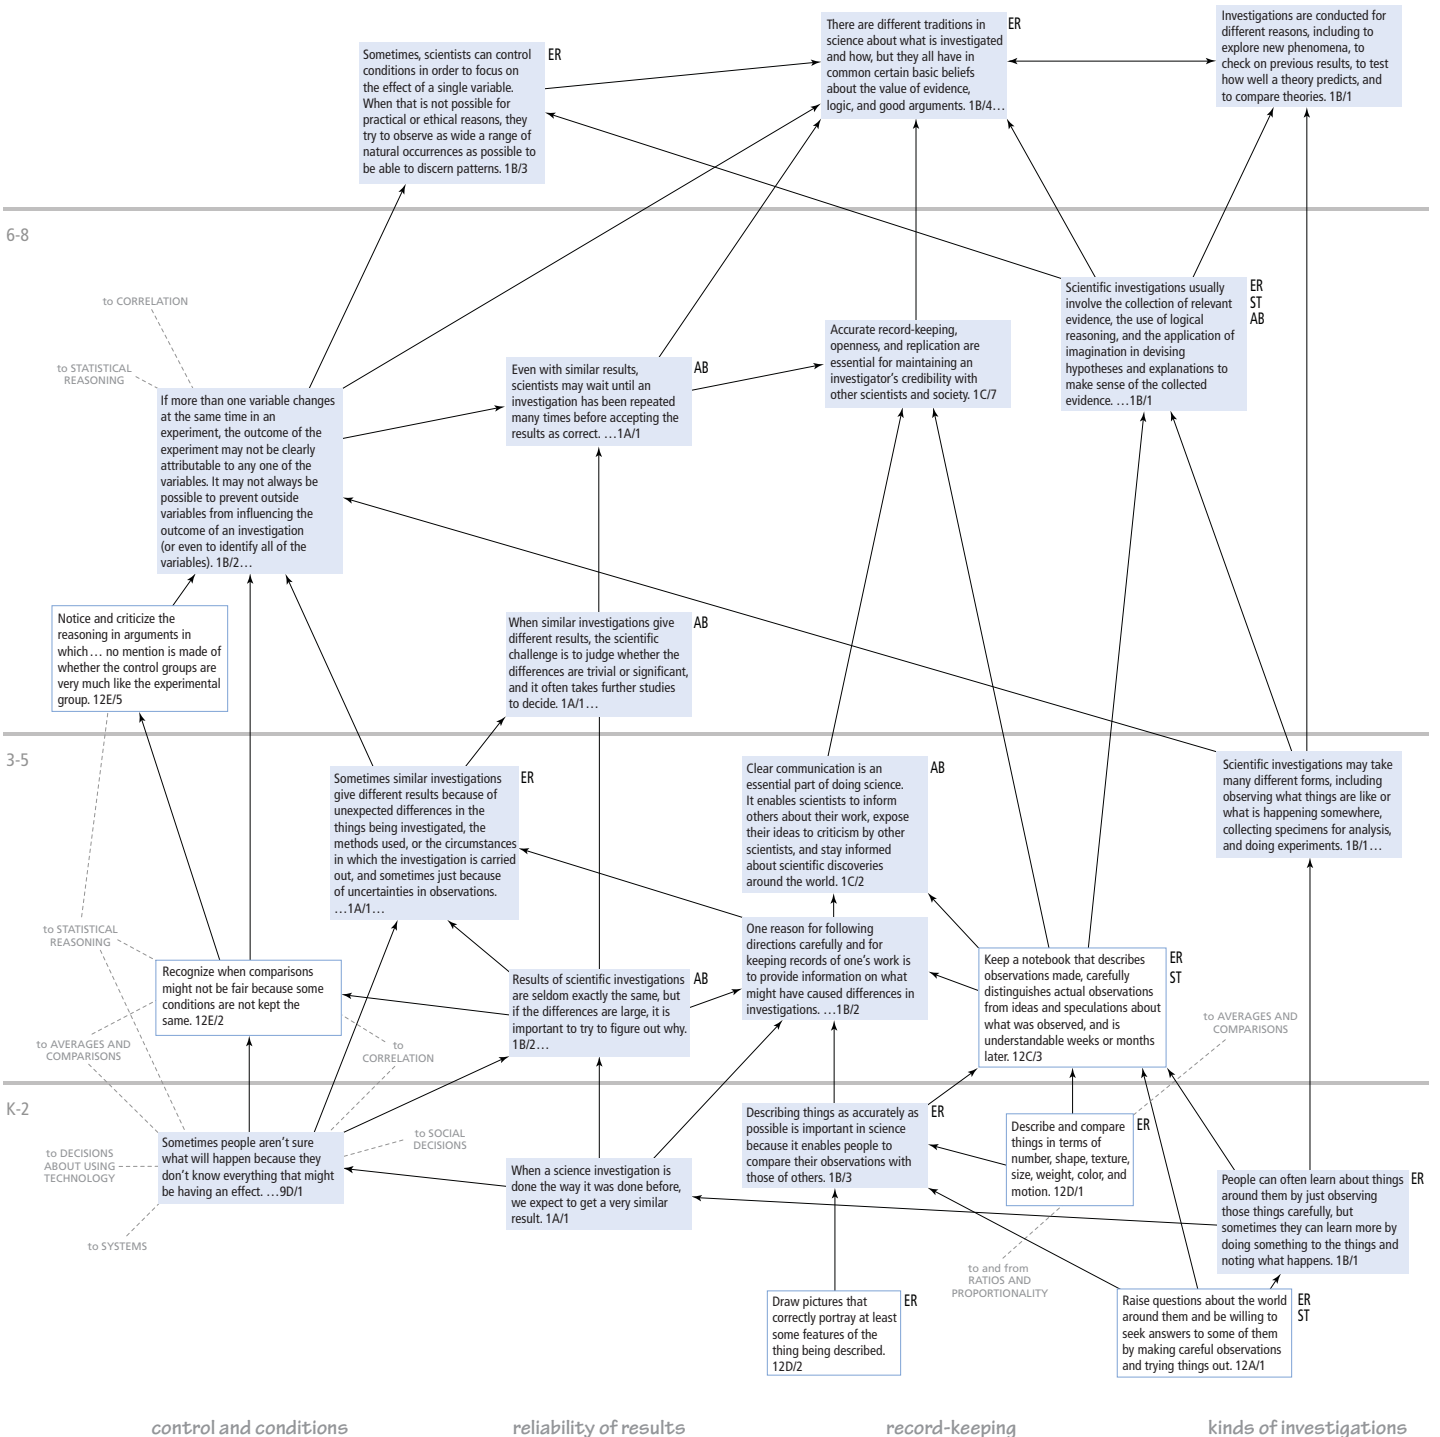 There are different traditions in
science about what is investigated
and how, but they all have in
common certain basic beliefs
about the value of evidence,
logic, and good arguments. 1B/4…
ER
Investigations are conducted for
different reasons, including to
explore new phenomena, to
check on previous results, to test
how well a theory predicts, and
to compare theories. 1B/1
Sometimes, scientists can control
conditions in order to focus on
the effect of a single variable.
When that is not possible for
practical or ethical reasons, they
try to observe as wide a range of
natural occurrences as possible to
be able to discern patterns. 1B/3
ER
6-8
to CORRELATION
to STATISTICAL
REASONING
If more than one variable changes
at the same time in an
experiment, the outcome of the
experiment may not be clearly
attributable to any one of the
variables. It may not always be
possible to prevent outside
variables from influencing the
outcome of an investigation
(or even to identify all of the
variables). 1B/2…
Even with similar results,
scientists may wait until an
investigation has been repeated
many times before accepting the
results as correct. …1A/1
AB
Accurate record-keeping,
openness, and replication are
essential for maintaining an
investigator’s credibility with
other scientists and society. 1C/7
Scientific investigations usually
involve the collection of relevant
evidence, the use of logical
reasoning, and the application of
imagination in devising
hypotheses and explanations to
make sense of the collected
evidence. …1B/1
ER
ST
AB
Notice and criticize the
reasoning in arguments in
which… no mention is made of
whether the control groups are
very much like the experimental
group. 12E/5
When similar investigations give
different results, the scientific
challenge is to judge whether the
differences are trivial or significant,
and it often takes further studies
to decide. 1A/1…
AB
3-5
Sometimes similar investigations
give different results because of
unexpected differences in the
things being investigated, the
methods used, or the circumstances
in which the investigation is carried
out, and sometimes just because
of uncertainties in observations.
…1A/1…
ER
Clear communication is an
essential part of doing science.
It enables scientists to inform
others about their work, expose
their ideas to criticism by other
scientists, and stay informed
about scientific discoveries
around the world. 1C/2
AB
Scientific investigations may take
many different forms, including
observing what things are like or
what is happening somewhere,
collecting specimens for analysis,
and doing experiments. 1B/1…
to STATISTICAL
REASONING
Recognize when comparisons
might not be fair because some
conditions are not kept the
same. 12E/2
Results of scientific investigations
are seldom exactly the same, but
if the differences are large, it is
important to try to figure out why.
1B/2…
AB
One reason for following
directions carefully and for
keeping records of one’s work is
to provide information on what
might have caused differences in
investigations. …1B/2
Keep a notebook that describes
observations made, carefully
distinguishes actual observations
from ideas and speculations about
what was observed, and is
understandable weeks or months
later. 12C/3
ER
ST
to AVERAGES AND
COMPARISONS
to AVERAGES AND
COMPARISONS
to
CORRELATION
K-2
Sometimes people aren’t sure
what will happen because they
don’t know everything that might
be having an effect. …9D/1
to DECISIONS
ABOUT USING
TECHNOLOGY
to SOCIAL
DECISIONS
to SYSTEMS
When a science investigation is
done the way it was done before,
we expect to get a very similar
result. 1A/1
Describing things as accurately as
possible is important in science
because it enables people to
compare their observations with
those of others. 1B/3
ER
Describe and compare
things in terms of
number, shape, texture,
size, weight, color, and
motion. 12D/1
ER
People can often learn about things
around them by just observing
those things carefully, but
sometimes they can learn more by
doing something to the things and
noting what happens. 1B/1
ER
to and from
RATIOS AND
PROPORTIONALITY
Draw pictures that
correctly portray at least
some features of the
thing being described.
12D/2
ER
Raise questions about the world
around them and be willing to
seek answers to some of them
by making careful observations
and trying things out. 12A/1
ER
ST
control and conditions
reliability of results
record-keeping
kinds of investigations